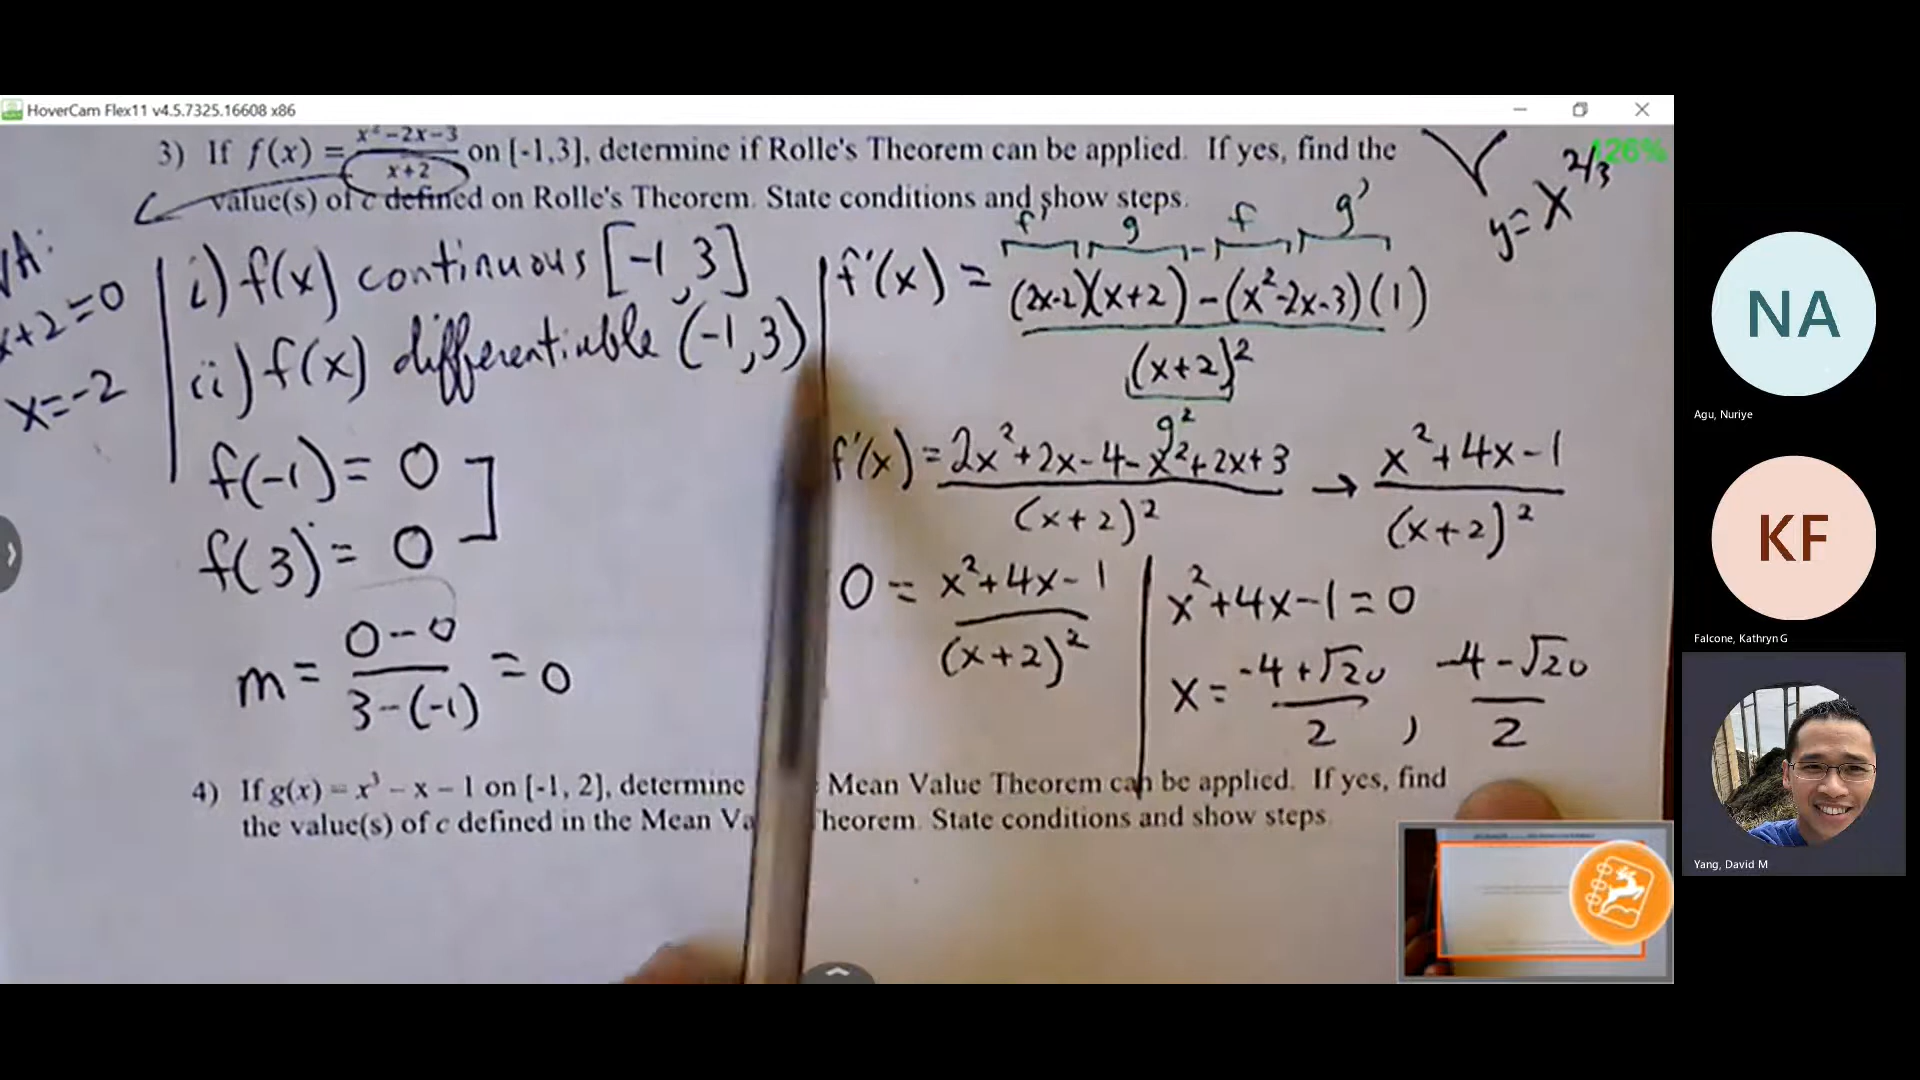 HoverCam Flex11 v4.5.7325.16608 x86
126%
3) If f(x) = (x² - 2x - 3)/(x + 2) on [-1,3], determine if Rolle's Theorem can be applied. If yes, find the
value(s) of c defined on Rolle's Theorem. State conditions and show steps.
y = x^(2/3)
VA:
x+2=0
x=-2
i) f(x) continuous [-1,3]
ii) f(x) differentiable (-1,3)
f(-1) = 0
f(3) = 0
m = (0-0)/(3-(-1)) = 0
f' g - f g'
f'(x) = ((2x-2)(x+2) - (x²-2x-3)(1))/(x+2)²
g²
f'(x) = (2x²+2x-4-x²+2x+3)/(x+2)² → (x²+4x-1)/(x+2)²
0 = (x²+4x-1)/(x+2)²
x²+4x-1=0
x = (-4+√20)/2 , (-4-√20)/2
4) If g(x) = x³ - x - 1 on [-1, 2], determine Mean Value Theorem can be applied. If yes, find
the value(s) of c defined in the Mean Va heorem. State conditions and show steps.
NA
Agu, Nuriye
KF
Falcone, Kathryn G
Yang, David M